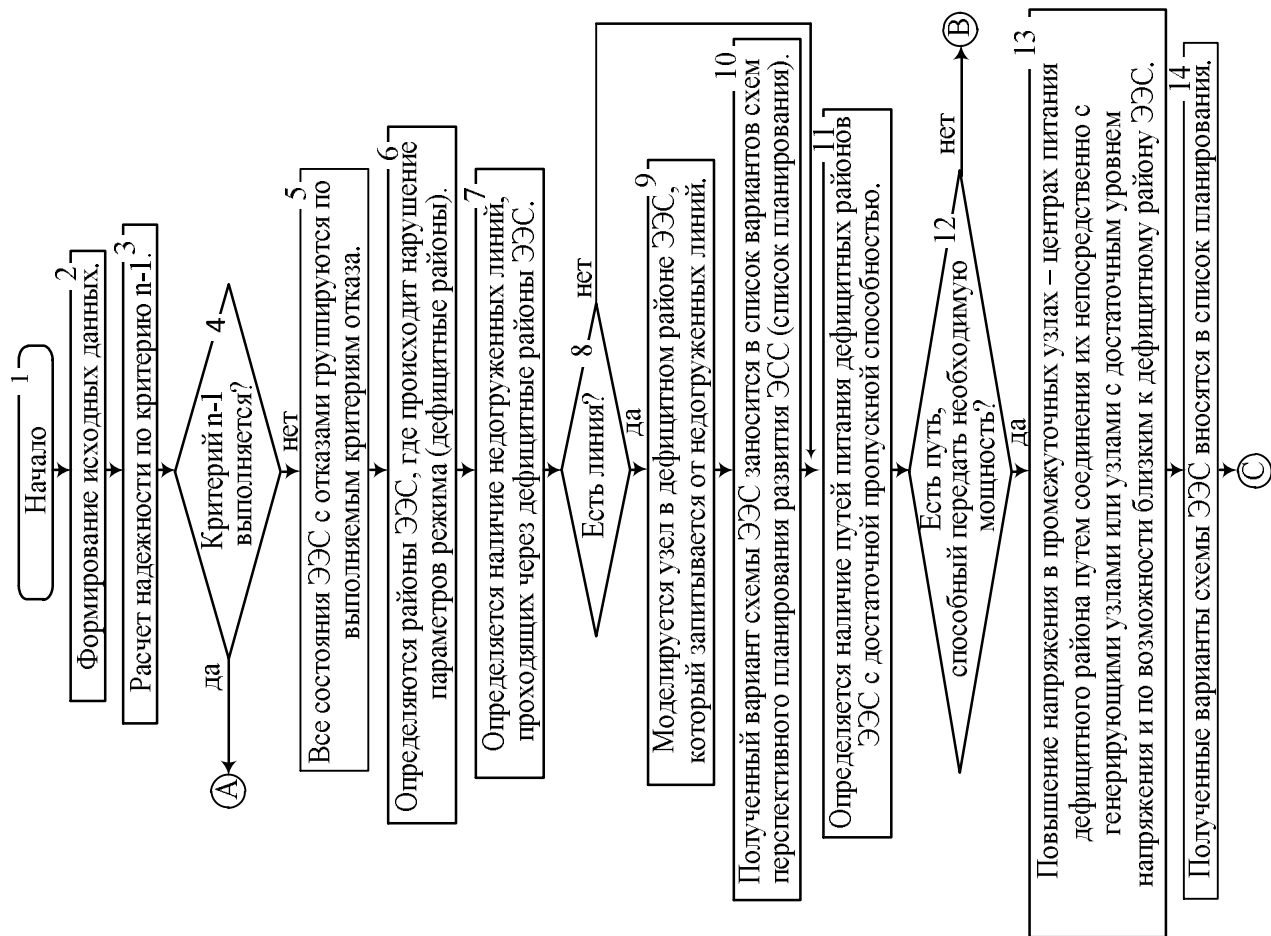 1
Начало
2
Формирование исходных данных.
3
Расчет надежности по критерию n-1.
4
Критерий n-1
выполняется?
да
A
нет
5
Все состояния ЭЭС с отказами группируются по
выполняемым критериям отказа.
6
Определяются районы ЭЭС, где происходит нарушение
параметров режима (дефицитные районы).
7
Определяется наличие недогруженных линий,
проходящих через дефицитные районы ЭЭС.
8
Есть линия?
нет
да
9
Моделируется узел в дефицитном районе ЭЭС,
который запитывается от недогруженных линий.
10
Полученный вариант схемы ЭЭС заносится в список вариантов схем
перспективного планирования развития ЭСС (список планирования).
11
Определяется наличие путей питания дефицитных районов
ЭЭС с достаточной пропускной способностью.
12
Есть путь,
способный передать необходимую
мощность?
нет
B
да
13
Повышение напряжения в промежуточных узлах – центрах питания
дефицитного района путем соединения их непосредственно с
генерирующими узлами или узлами с достаточным уровнем
напряжения и по возможности близким к дефицитному району ЭЭС.
14
Полученные варианты схемы ЭЭС вносятся в список планирования.
C